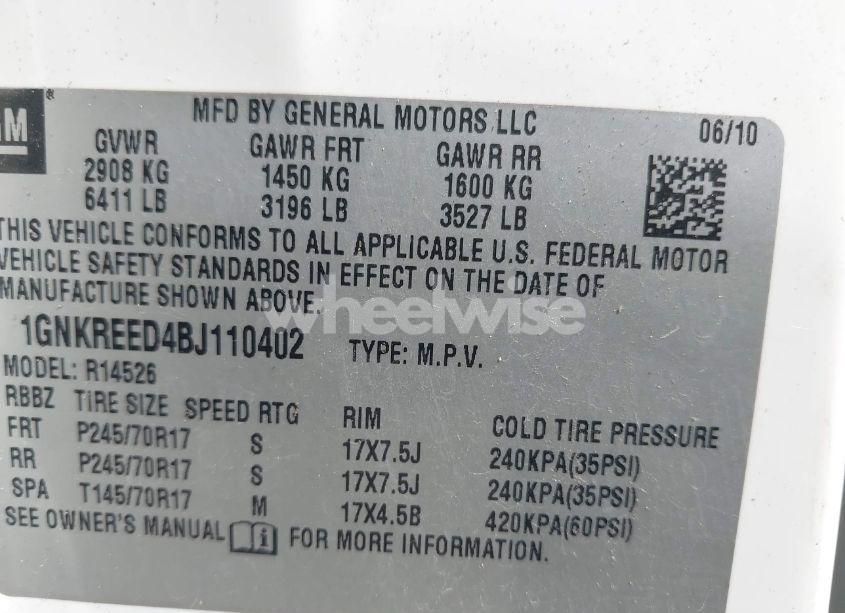 GM
MFD BY GENERAL MOTORS LLC 06/10
GVWR GAWR FRT GAWR RR
2908 KG 1450 KG 1600 KG
6411 LB 3196 LB 3527 LB
THIS VEHICLE CONFORMS TO ALL APPLICABLE U.S. FEDERAL MOTOR
VEHICLE SAFETY STANDARDS IN EFFECT ON THE DATE OF
MANUFACTURE SHOWN ABOVE.
wheelwise
1GNKREED4BJ110402 TYPE: M.P.V.
MODEL: R14526
RBBZ TIRE SIZE SPEED RTG RIM COLD TIRE PRESSURE
FRT P245/70R17 S 17X7.5J 240KPA(35PSI)
RR P245/70R17 S 17X7.5J 240KPA(35PSI)
SPA T145/70R17 M 17X4.5B 420KPA(60PSI)
SEE OWNER'S MANUAL i FOR MORE INFORMATION.